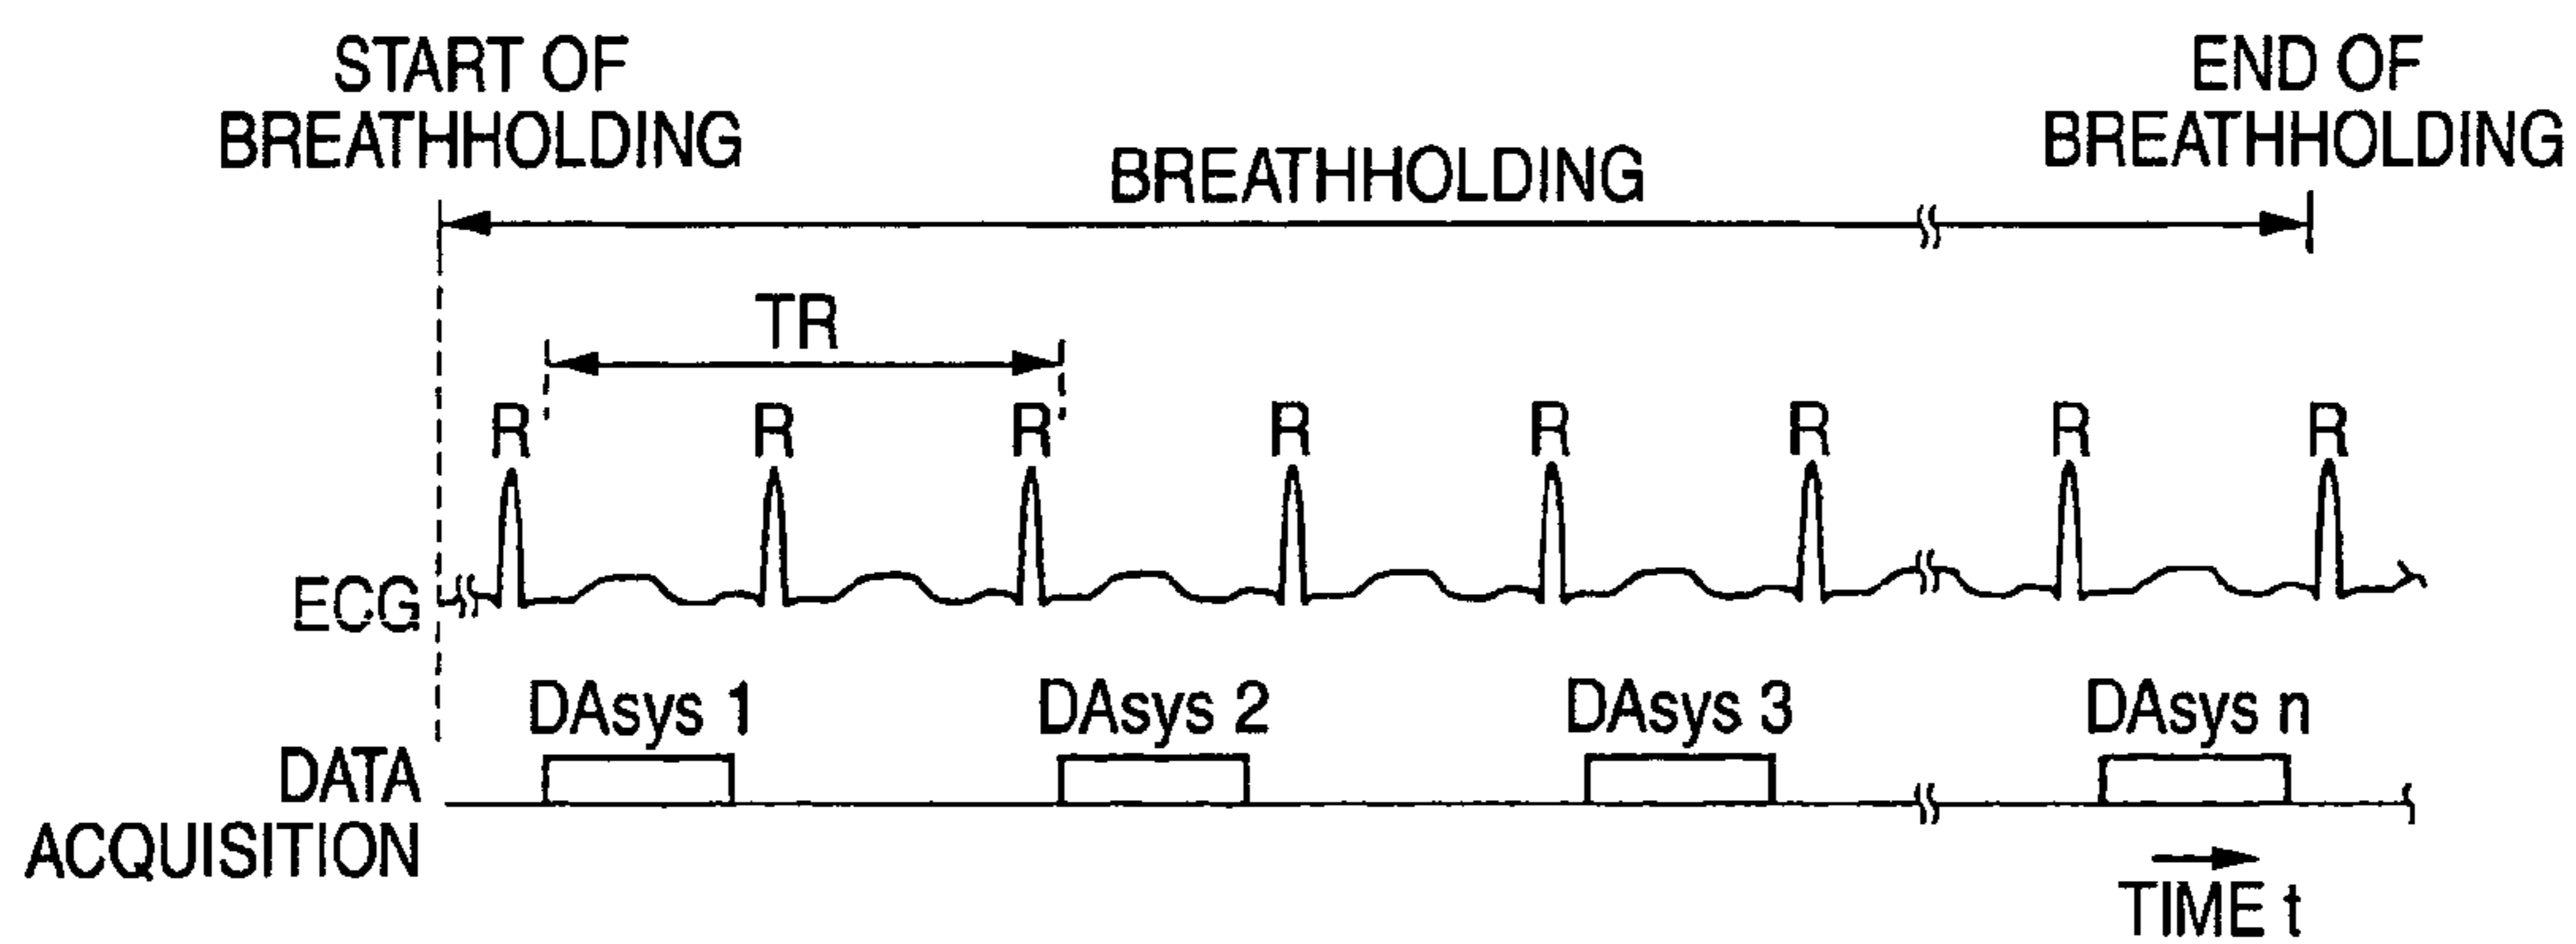 START OF
BREATHHOLDING
BREATHHOLDING
END OF
BREATHHOLDING
TR
R R R R R R R R
ECG
DAsys 1 DAsys 2 DAsys 3 DAsys n
DATA
ACQUISITION
TIME t